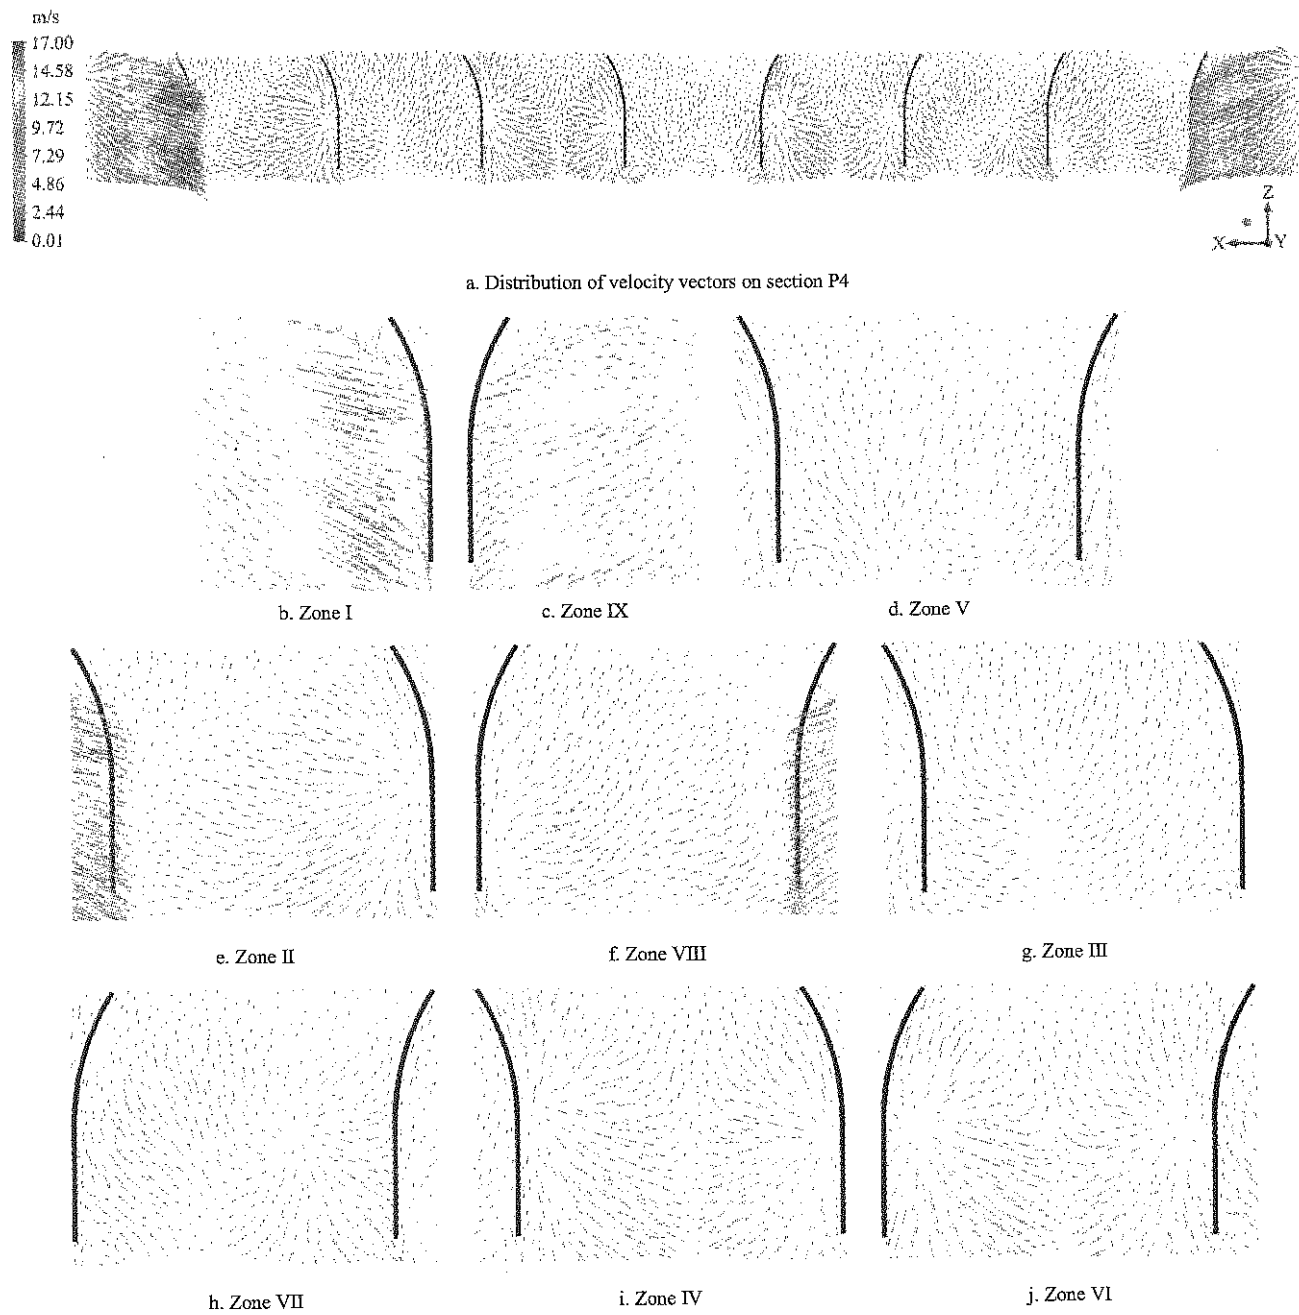 m/s
17.00
14.58
12.15
9.72
7.29
4.86
2.44
0.01
Z
X Y
a. Distribution of velocity vectors on section P4
b. Zone I c. Zone IX d. Zone V
e. Zone II f. Zone VIII g. Zone III
h. Zone VII i. Zone IV j. Zone VI